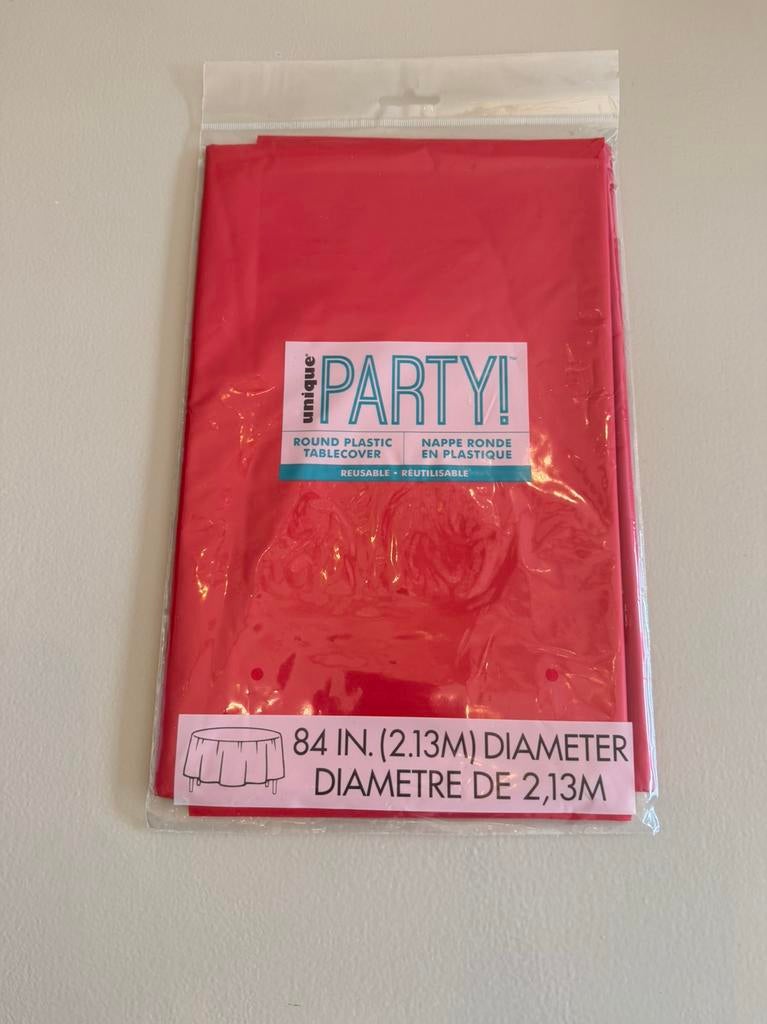 unique® PARTY!™
ROUND PLASTIC
TABLECOVER
NAPPE RONDE
EN PLASTIQUE
REUSABLE • RÉUTILISABLE
84 IN. (2.13M) DIAMETER
DIAMETRE DE 2,13M